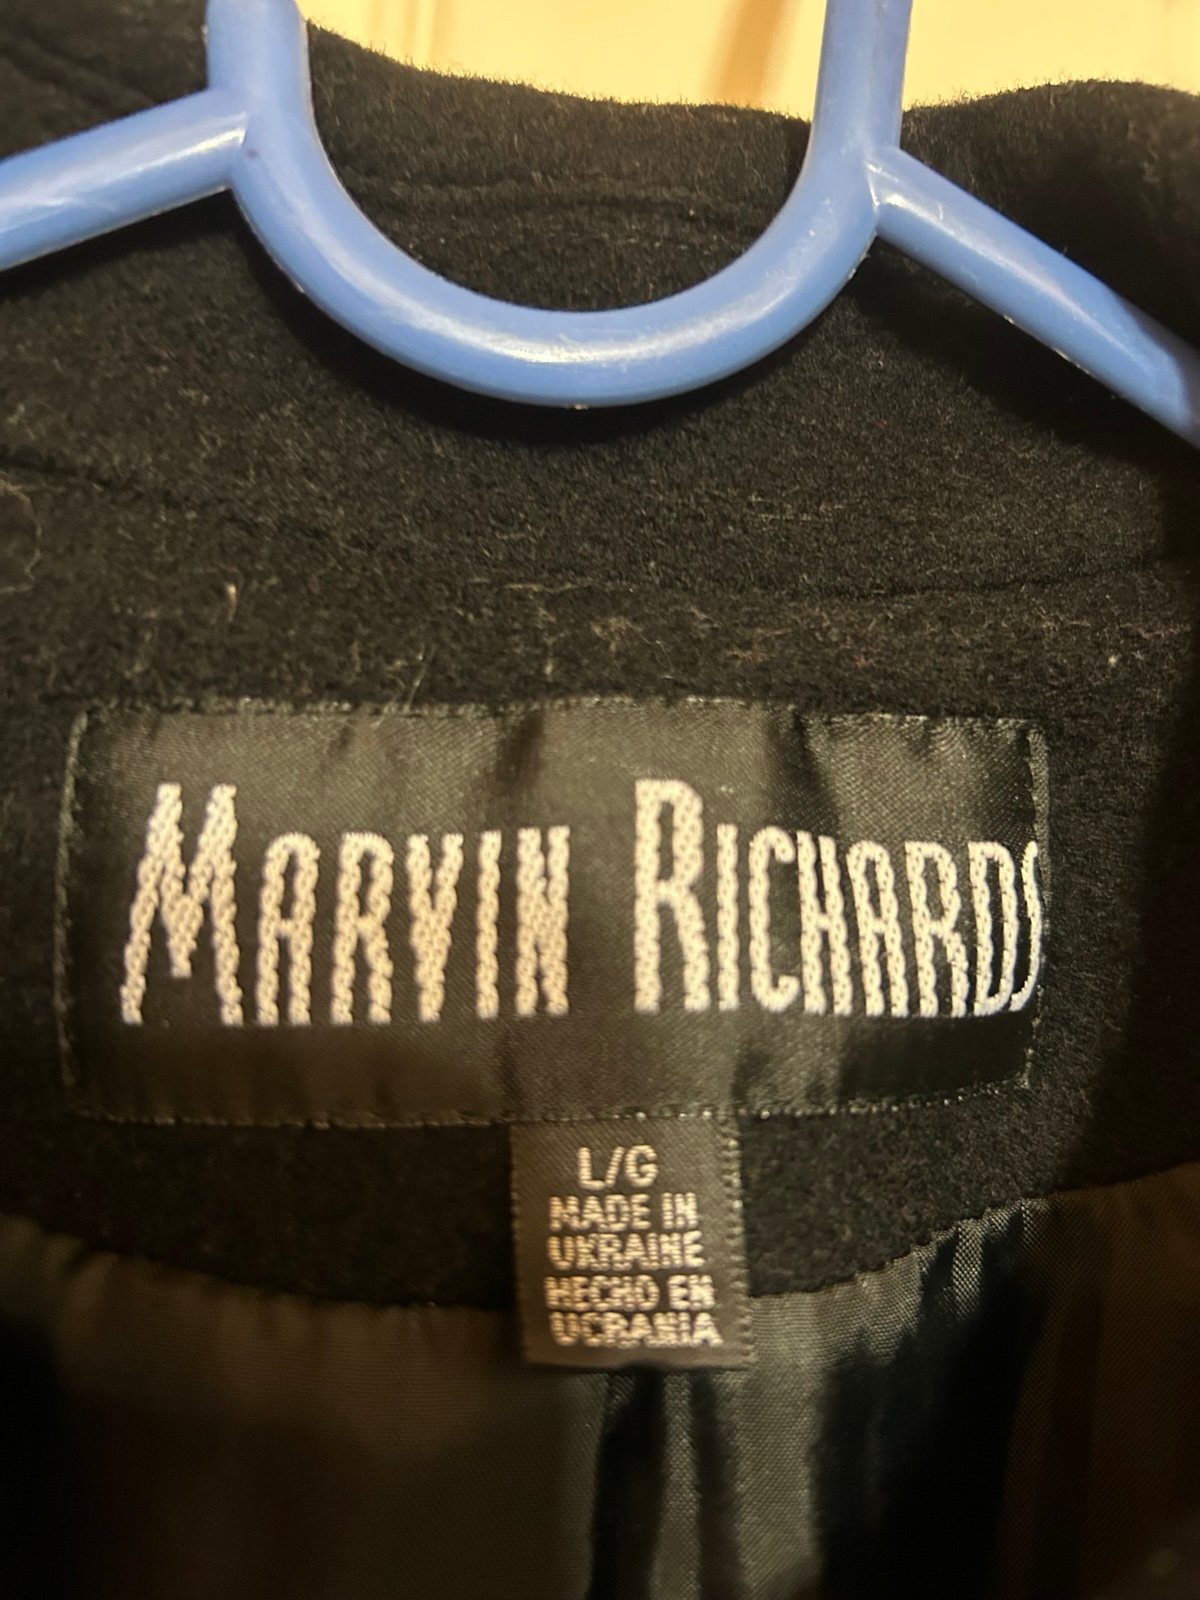 MARVIN RICHARDS
L/G
MADE IN
UKRAINE
HECHO EN
UCRANIA